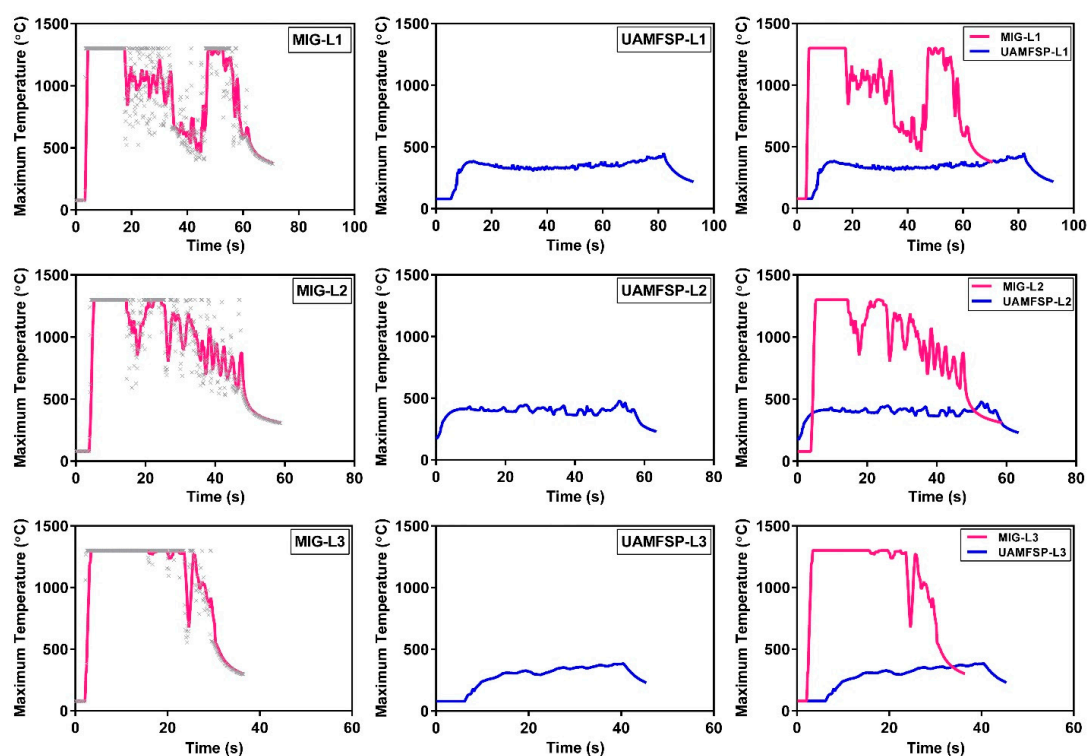 Maximum Temperature (°C)
1500
1000
500
0
MIG-L1
0 20 40 60 80 100
Time (s)
Maximum Temperature (°C)
1500
1000
500
0
UAMFSP-L1
0 20 40 60 80 100
Time (s)
Maximum Temperature (°C)
1500
1000
500
0
MIG-L1
UAMFSP-L1
0 20 40 60 80 100
Time (s)
Maximum Temperature (°C)
1500
1000
500
0
MIG-L2
0 20 40 60 80
Time (s)
Maximum Temperature (°C)
1500
1000
500
0
UAMFSP-L2
0 20 40 60 80
Time (s)
Maximum Temperature (°C)
1500
1000
500
0
MIG-L2
UAMFSP-L2
0 20 40 60 80
Time (s)
Maximum Temperature (°C)
1500
1000
500
0
MIG-L3
0 20 40 60
Time (s)
Maximum Temperature (°C)
1500
1000
500
0
UAMFSP-L3
0 20 40 60
Time (s)
Maximum Temperature (°C)
1500
1000
500
0
MIG-L3
UAMFSP-L3
0 20 40 60
Time (s)